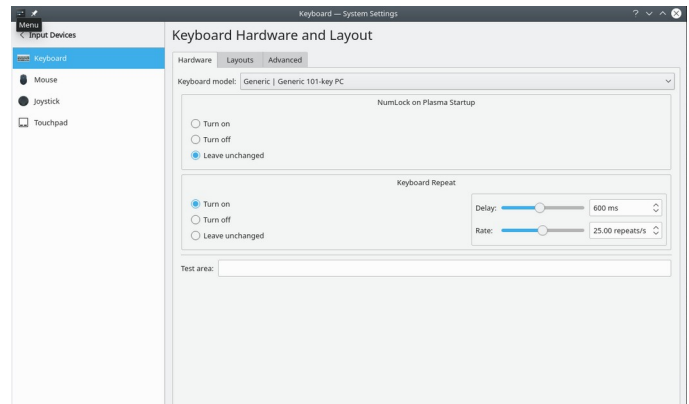 Keyboard — System Settings
Menu
Input Devices
Keyboard
Mouse
Joystick
Touchpad
Keyboard Hardware and Layout
Hardware Layouts Advanced
Keyboard model: Generic | Generic 101-key PC
NumLock on Plasma Startup
Turn on
Turn off
Leave unchanged
Keyboard Repeat
Turn on
Turn off
Leave unchanged
Delay: 600 ms
Rate: 25.00 repeats/s
Test area: